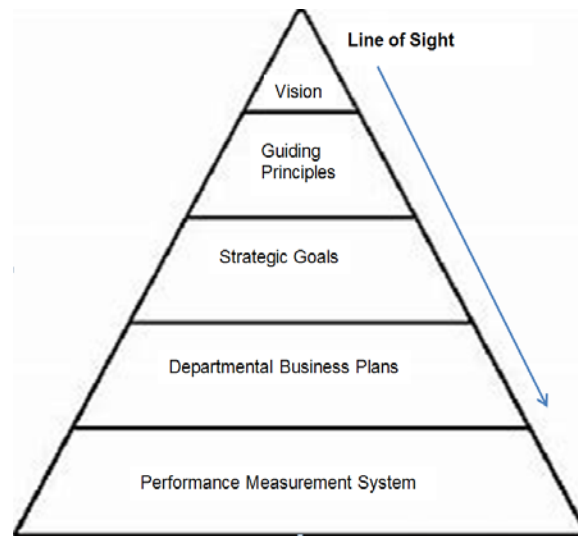 Line of Sight
Vision
Guiding
Principles
Strategic Goals
Departmental Business Plans
Performance Measurement System